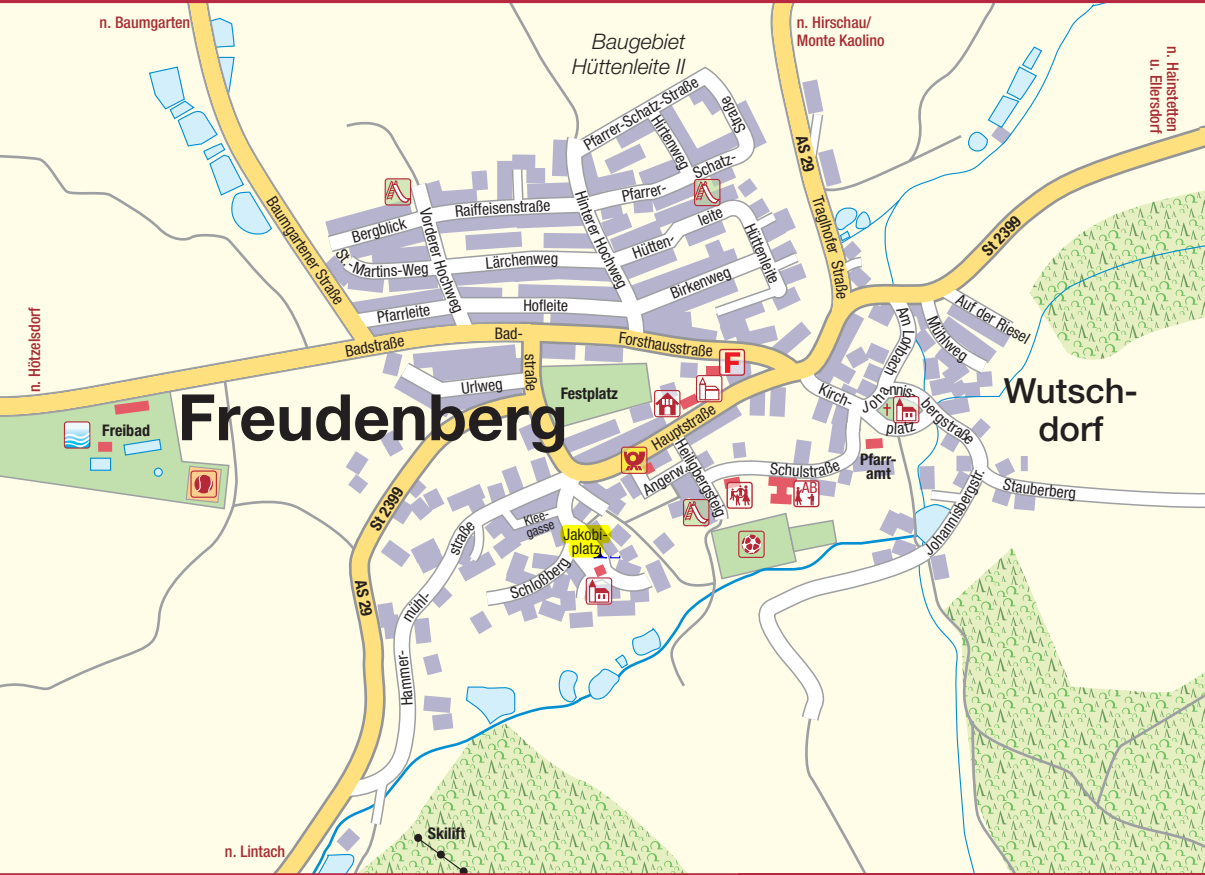 n. Baumgarten
n. Hirschau/
Monte Kaolino
Baugebiet
Hüttenleite II
n. Hainstetten
u. Ellersdorf
Pfarrer-Schatz-Straße
Straße
Hirtenweg
Schatz-
Pfarrer-
AS 29
Raiffeisenstraße
Bergblick
Vorderer Hochweg
Hinterer Hochweg
Baumgartener Straße
leite
Hütten-
Hüttenleite
Traglhofer Straße
St 2399
St.-Martins-Weg
Lärchenweg
Birkenweg
Pfarrleite
Hofleite
Auf der Riesel
Am Lohbach
Mühlweg
n. Hötzelsdorf
Badstraße
Bad-
straße
Forsthausstraße
F
Urlweg
Festplatz
Kirch-
Johannis-
platz
bergstraße
Wutsch-
dorf
Freudenberg
Freibad
Hauptstraße
Pfarr-
amt
Heiligbergsteig
Angerw.
Schulstraße
AB
Stauberberg
Johannisbergstr.
St 2399
Klee-
gasse
Jakobi-
platz
straße
Schloßberg
mühl-
Hammer-
AS 29
Skilift
n. Lintach